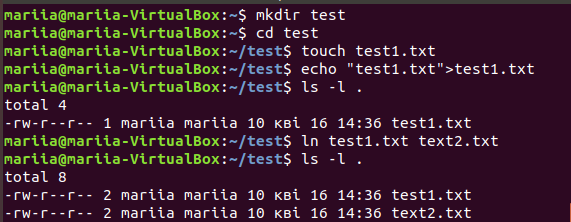 mariia@mariia-VirtualBox:~$ mkdir test
mariia@mariia-VirtualBox:~$ cd test
mariia@mariia-VirtualBox:~/test$ touch test1.txt
mariia@mariia-VirtualBox:~/test$ echo "test1.txt">test1.txt
mariia@mariia-VirtualBox:~/test$ ls -l .
total 4
-rw-r--r-- 1 mariia mariia 10 кві 16 14:36 test1.txt
mariia@mariia-VirtualBox:~/test$ ln test1.txt text2.txt
mariia@mariia-VirtualBox:~/test$ ls -l .
total 8
-rw-r--r-- 2 mariia mariia 10 кві 16 14:36 test1.txt
-rw-r--r-- 2 mariia mariia 10 кві 16 14:36 text2.txt